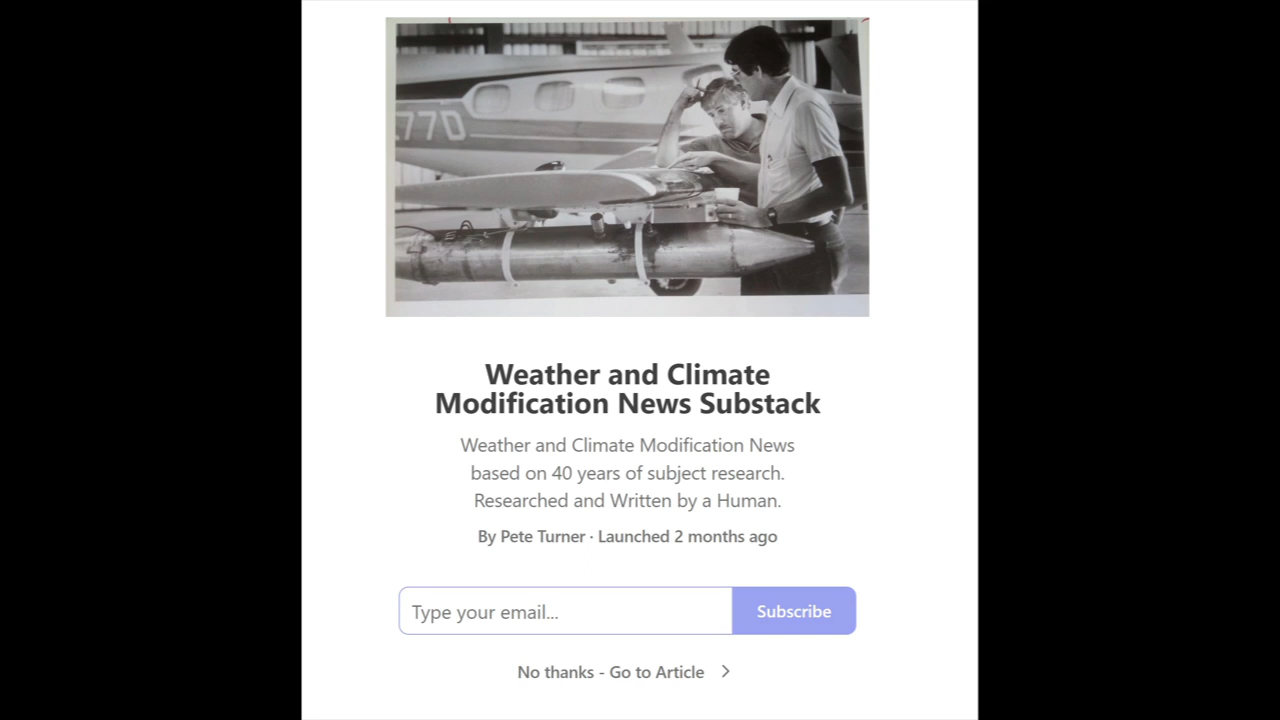 77D
Weather and Climate
Modification News Substack
Weather and Climate Modification News
based on 40 years of subject research.
Researched and Written by a Human.
By Pete Turner · Launched 2 months ago
Type your email...
Subscribe
No thanks - Go to Article